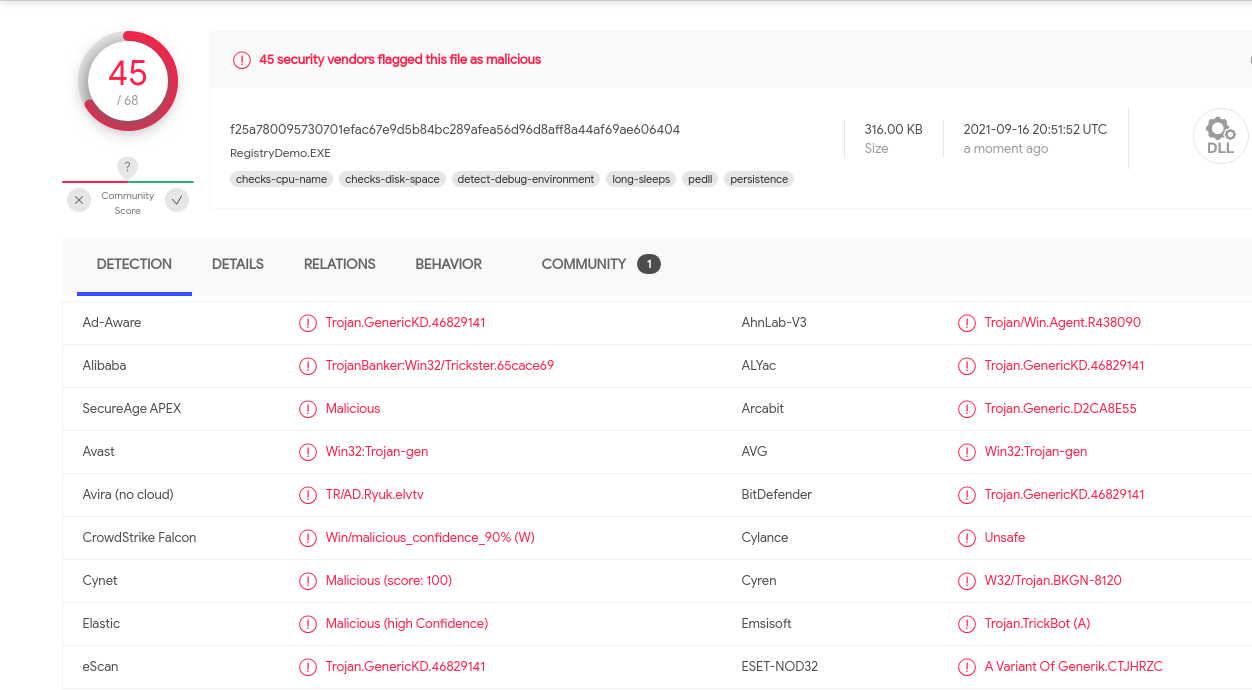 45
/ 68
?
Community
Score
45 security vendors flagged this file as malicious
f25a780095730701efac67e9d5b84bc289afea56d96d8aff8a44af69ae606404
RegistryDemo.EXE
checks-cpu-name checks-disk-space detect-debug-environment long-sleeps pedll persistence
316.00 KB
Size
2021-09-16 20:51:52 UTC
a moment ago
DLL
DETECTION DETAILS RELATIONS BEHAVIOR COMMUNITY 1
Ad-Aware Trojan.GenericKD.46829141 AhnLab-V3 Trojan/Win.Agent.R438090
Alibaba TrojanBanker:Win32/Trickster.65cace69 ALYac Trojan.GenericKD.46829141
SecureAge APEX Malicious Arcabit Trojan.Generic.D2CA8E55
Avast Win32:Trojan-gen AVG Win32:Trojan-gen
Avira (no cloud) TR/AD.Ryuk.elvtv BitDefender Trojan.GenericKD.46829141
CrowdStrike Falcon Win/malicious_confidence_90% (W) Cylance Unsafe
Cynet Malicious (score: 100) Cyren W32/Trojan.BKGN-8120
Elastic Malicious (high Confidence) Emsisoft Trojan.TrickBot (A)
eScan Trojan.GenericKD.46829141 ESET-NOD32 A Variant Of Generik.CTJHRZC